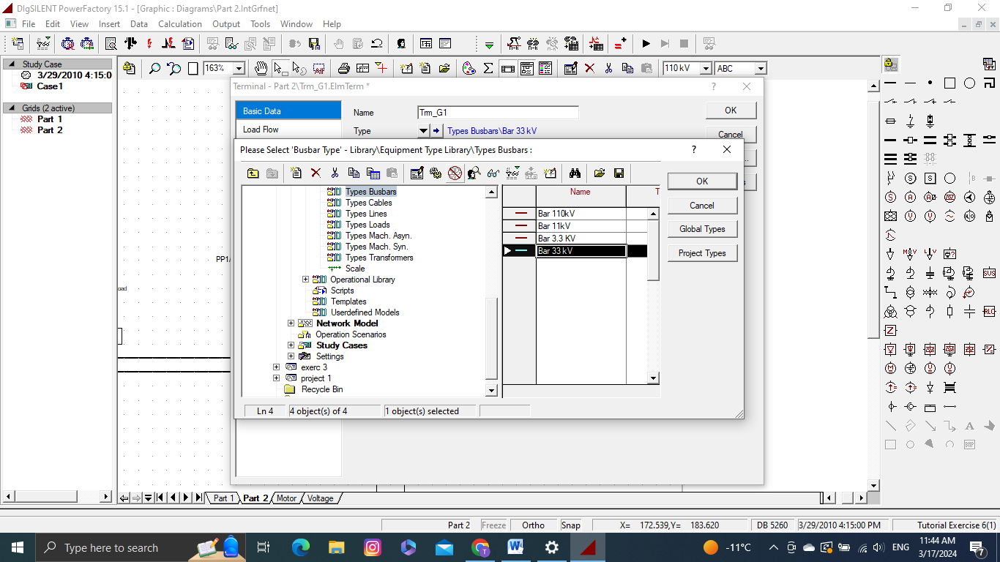 DIgSILENT PowerFactory 15.1 - [Graphic : Diagrams\Part 2.IntGrfnet]
File Edit View Insert Data Calculation Output Tools Window Help
Study Case
3/29/2010 4:15:0
Case1
Grids (2 active)
Part 1
Part 2
163%
110 kV
ABC
Terminal - Part 2\Trm_G1.ElmTerm *
Basic Data
Load Flow
Name
Trm_G1
Type
Types Busbars\Bar 33 kV
OK
Cancel
Please Select 'Busbar Type' - Library\Equipment Type Library\Types Busbars :
Types Busbars
Types Cables
Types Lines
Types Loads
Types Mach. Asyn.
Types Mach. Syn.
Types Transformers
Scale
Operational Library
Scripts
Templates
Userdefined Models
Network Model
Operation Scenarios
Study Cases
Settings
exerc 3
project 1
Recycle Bin
Name
T
Bar 110kV
Bar 11kV
Bar 3.3 KV
Bar 33 kV
OK
Cancel
Global Types
Project Types
Ln 4
4 object(s) of 4
1 object(s) selected
PP1/
oad
SVS
RLC
BMP
Part 1
Part 2
Motor
Voltage
Part 2
Freeze
Ortho
Snap
X= 172.539,Y= 183.620
DB 5260
3/29/2010 4:15:00 PM
Tutorial Exercise 6(1)
Type here to search
-11°C
ENG
11:44 AM
3/17/2024
7